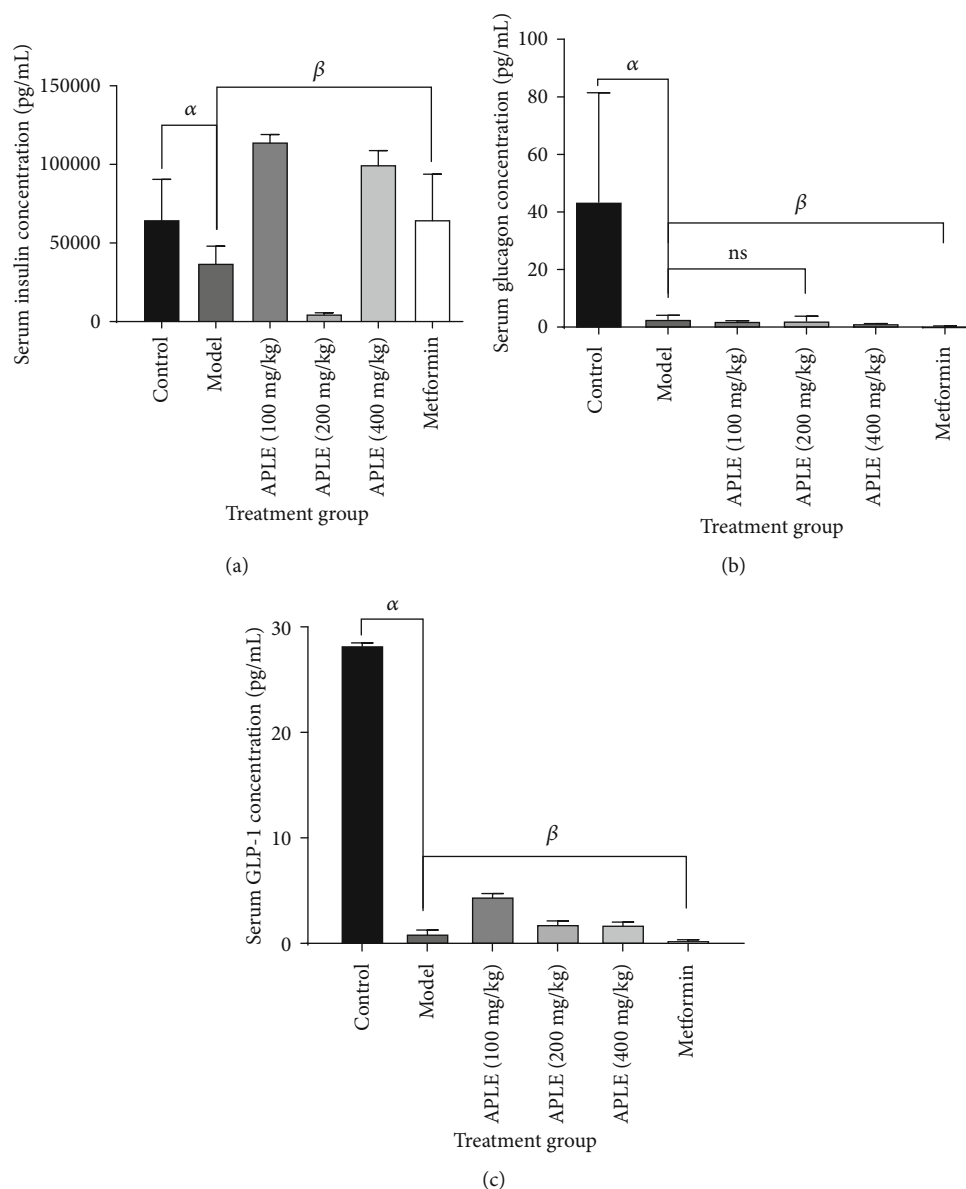 Serum insulin concentration (pg/mL)
150000
100000
50000
0
α
β
Control
Model
APLE (100 mg/kg)
APLE (200 mg/kg)
APLE (400 mg/kg)
Metformin
Treatment group
(a)
Serum glucagon concentration (pg/mL)
100
80
60
40
20
0
α
β
ns
Control
Model
APLE (100 mg/kg)
APLE (200 mg/kg)
APLE (400 mg/kg)
Metformin
Treatment group
(b)
Serum GLP-1 concentration (pg/mL)
30
20
10
0
α
β
Control
Model
APLE (100 mg/kg)
APLE (200 mg/kg)
APLE (400 mg/kg)
Metformin
Treatment group
(c)